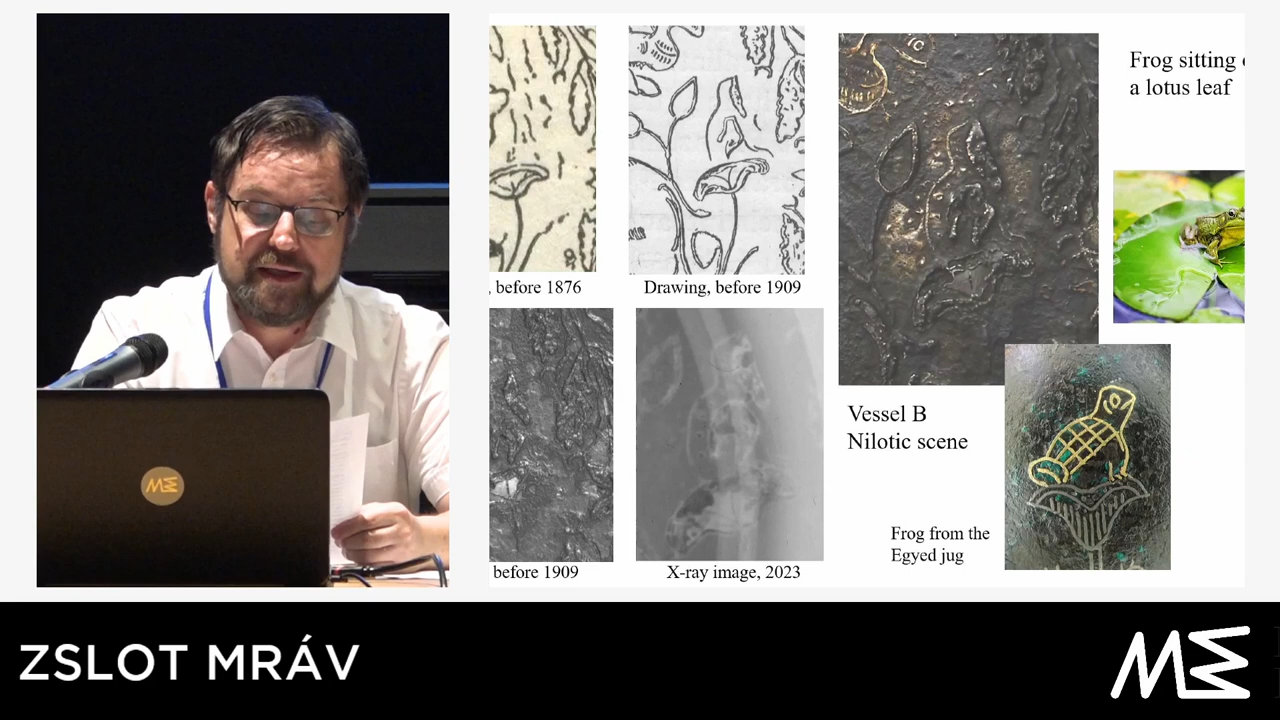 Frog sitting
a lotus leaf
, before 1876
Drawing, before 1909
before 1909
X-ray image, 2023
Vessel B
Nilotic scene
Frog from the
Egyed jug
ZSLOT MRÁV